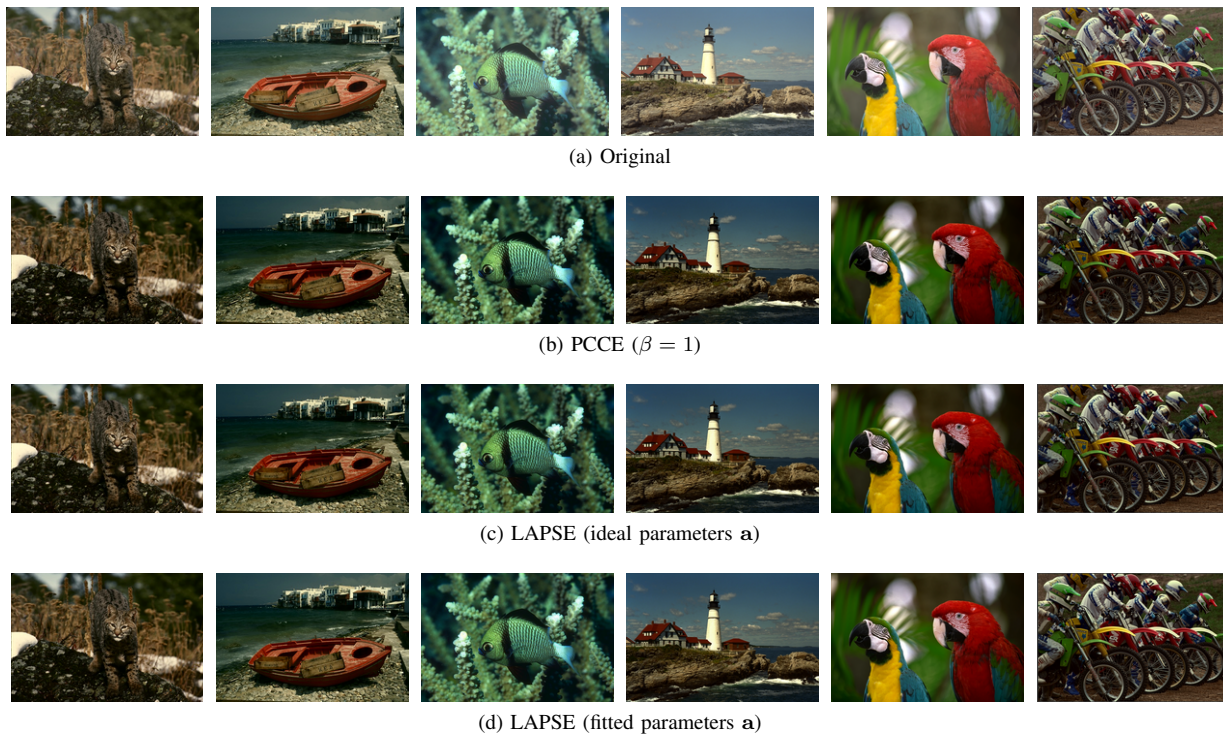 (a) Original
(b) PCCE (β = 1)
(c) LAPSE (ideal parameters a)
(d) LAPSE (fitted parameters a)